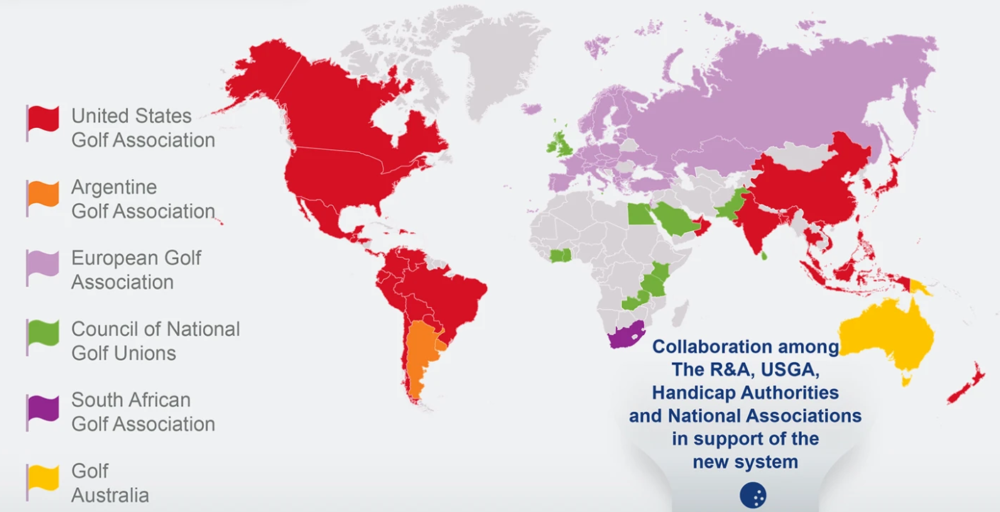 United States
Golf Association
Argentine
Golf Association
European Golf
Association
Council of National
Golf Unions
South African
Golf Association
Golf
Australia
Collaboration among
The R&A, USGA,
Handicap Authorities
and National Associations
in support of the
new system